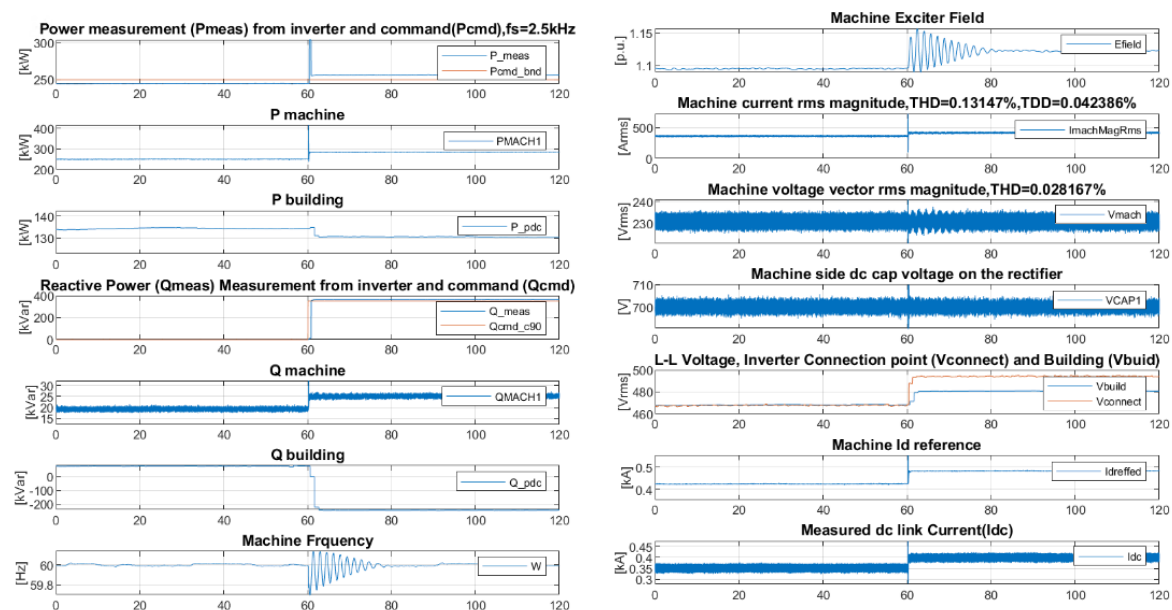 Power measurement (Pmeas) from inverter and command(Pcmd),fs=2.5kHz
300
250
[kW]
P_meas
Pcmd_bnd
0 20 40 60 80 100 120
P machine
400
300
200
[kW]
PMACH1
0 20 40 60 80 100 120
P building
140
130
[kW]
P_pdc
0 20 40 60 80 100 120
Reactive Power (Qmeas) Measurement from inverter and command (Qcmd)
400
200
0
[kVar]
Q_meas
Qcmd_c90
0 20 40 60 80 100 120
Q machine
30
25
20
15
[kVar]
QMACH1
0 20 40 60 80 100 120
Q building
0
-100
-200
[kVar]
Q_pdc
0 20 40 60 80 100 120
Machine Frquency
60
59.8
[Hz]
W
0 20 40 60 80 100 120
Machine Exciter Field
1.15
1.1
[p.u.]
Efield
0 20 40 60 80 100 120
Machine current rms magnitude,THD=0.13147%,TDD=0.042386%
500
0
[Arms]
ImachMagRms
0 20 40 60 80 100 120
Machine voltage vector rms magnitude,THD=0.028167%
240
230
[Vrms]
Vmach
0 20 40 60 80 100 120
Machine side dc cap voltage on the rectifier
710
700
[V]
VCAP1
0 20 40 60 80 100 120
L-L Voltage, Inverter Connection point (Vconnect) and Building (Vbuid)
500
480
460
[Vrms]
Vbuild
Vconnect
0 20 40 60 80 100 120
Machine Id reference
0.5
0.4
[kA]
Idreffed
0 20 40 60 80 100 120
Measured dc link Current(Idc)
0.45
0.4
0.35
0.3
[kA]
Idc
0 20 40 60 80 100 120